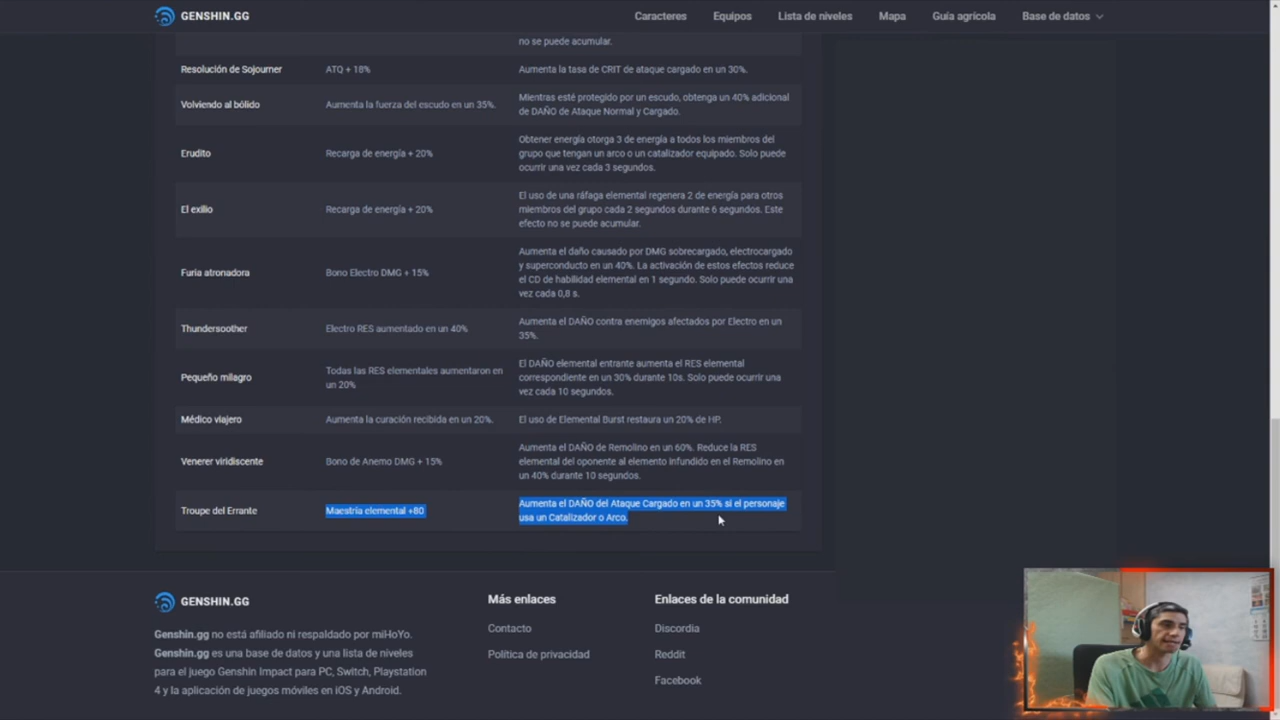 GENSHIN.GG
Caracteres
Equipos
Lista de niveles
Mapa
Guía agrícola
Base de datos
no se puede acumular.
Resolución de Sojourner
ATQ + 18%
Aumenta la tasa de CRIT de ataque cargado en un 30%.
Volviendo al bólido
Aumenta la fuerza del escudo en un 35%.
Mientras esté protegido por un escudo, obtenga un 40% adicional
de DAÑO de Ataque Normal y Cargado.
Erudito
Recarga de energía + 20%
Obtener energía otorga 3 de energía a todos los miembros del
grupo que tengan un arco o un catalizador equipado. Solo puede
ocurrir una vez cada 3 segundos.
El exilio
Recarga de energía + 20%
El uso de una ráfaga elemental regenera 2 de energía para otros
miembros del grupo cada 2 segundos durante 6 segundos. Este
efecto no se puede acumular.
Furia atronadora
Bono Electro DMG + 15%
Aumenta el daño causado por DMG sobrecargado, electrocargado
y superconducto en un 40%. La activación de estos efectos reduce
el CD de habilidad elemental en 1 segundo. Solo puede ocurrir una
vez cada 0,8 s.
Thundersoother
Electro RES aumentado en un 40%
Aumenta el DAÑO contra enemigos afectados por Electro en un
35%.
Pequeño milagro
Todas las RES elementales aumentaron en
un 20%
El DAÑO elemental entrante aumenta el RES elemental
correspondiente en un 30% durante 10s. Solo puede ocurrir una
vez cada 10 segundos.
Médico viajero
Aumenta la curación recibida en un 20%.
El uso de Elemental Burst restaura un 20% de HP.
Venerer viridiscente
Bono de Anemo DMG + 15%
Aumenta el DAÑO de Remolino en un 60%. Reduce la RES
elemental del oponente al elemento infundido en el Remolino en
un 40% durante 10 segundos.
Troupe del Errante
Maestría elemental +80
Aumenta el DAÑO del Ataque Cargado en un 35% si el personaje
usa un Catalizador o Arco.
GENSHIN.GG
Genshin.gg no está afiliado ni respaldado por miHoYo.
Genshin.gg es una base de datos y una lista de niveles
para el juego Genshin Impact para PC, Switch, Playstation
4 y la aplicación de juegos móviles en iOS y Android.
Más enlaces
Contacto
Política de privacidad
Enlaces de la comunidad
Discordia
Reddit
Facebook